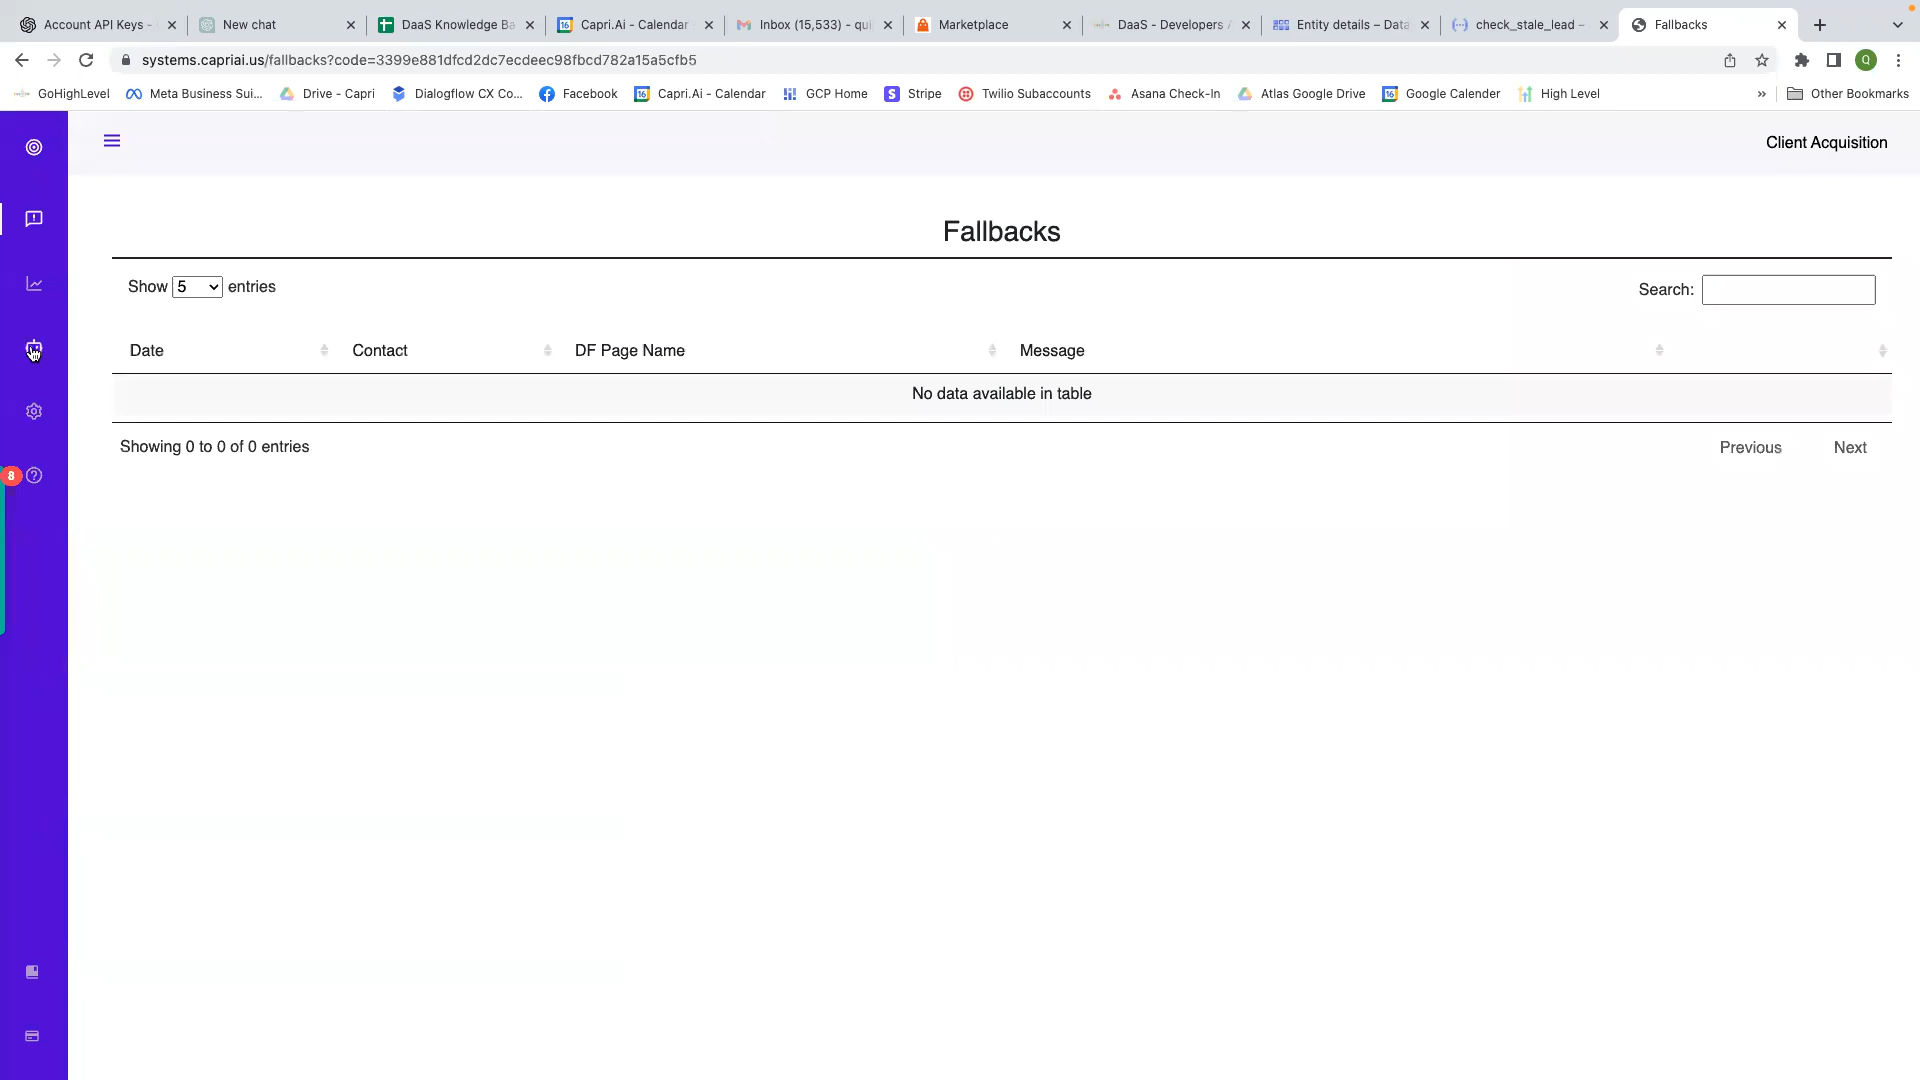 Account API Keys -
New chat
DaaS Knowledge Ba
Capri.Ai - Calendar
Inbox (15,533) - qui
Marketplace
DaaS - Developers
Entity details – Data
check_stale_lead –
Fallbacks
systems.capriai.us/fallbacks?code=3399e881dfcd2dc7ecdeec98fbcd782a15a5cfb5
Q
GoHighLevel
Meta Business Sui...
Drive - Capri
Dialogflow CX Co...
Facebook
16 Capri.Ai - Calendar
GCP Home
S Stripe
Twilio Subaccounts
Asana Check-In
Atlas Google Drive
16 Google Calender
High Level
»
Other Bookmarks
Client Acquisition
Fallbacks
Show 5 entries
Search:
Date Contact DF Page Name Message
No data available in table
Showing 0 to 0 of 0 entries
Previous Next
8